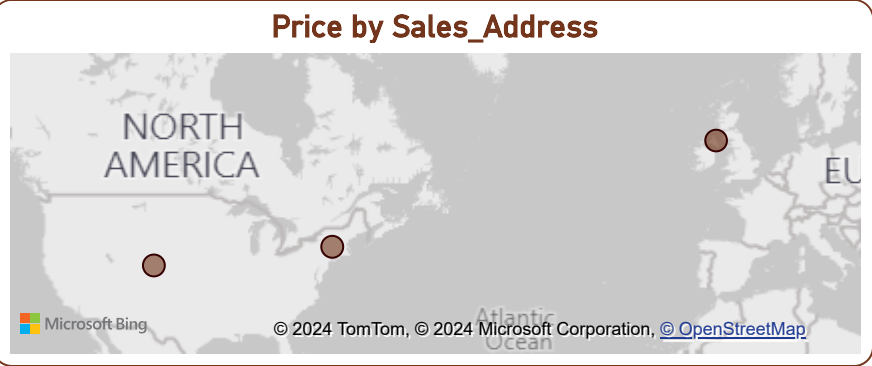 Price by Sales_Address
NORTH
AMERICA
EU
Microsoft Bing
Atlantic
Ocean
© 2024 TomTom, © 2024 Microsoft Corporation, © OpenStreetMap